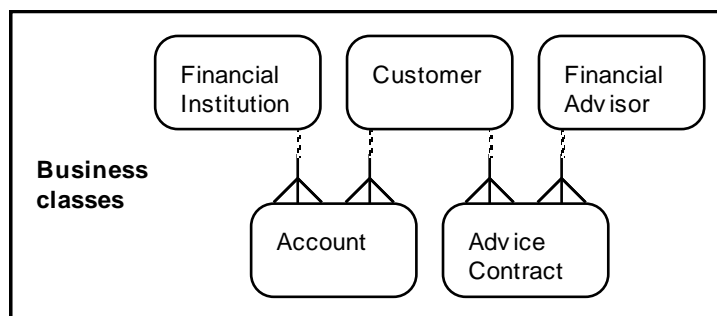 Financial
Institution
Customer
Financial
Advisor
Business
classes
Account
Advice
Contract